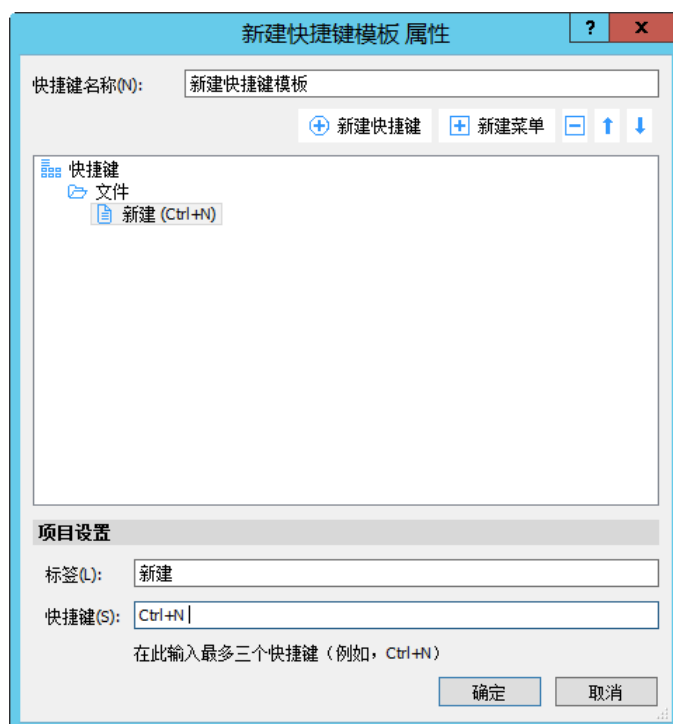 新建快捷键模板 属性
? x
快捷键名称(N): 新建快捷键模板
新建快捷键 新建菜单
快捷键
文件
新建 (Ctrl+N)
项目设置
标签(L): 新建
快捷键(S): Ctrl+N
在此输入最多三个快捷键（例如，Ctrl+N）
确定 取消